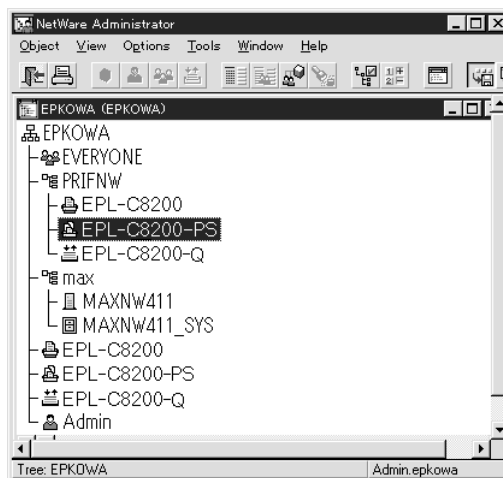 NetWare Administrator
Object View Options Tools Window Help
EPKOWA (EPKOWA)
EPKOWA
EVERYONE
PRIFNW
EPL-C8200
EPL-C8200-PS
EPL-C8200-Q
max
MAXNW411
MAXNW411_SYS
EPL-C8200
EPL-C8200-PS
EPL-C8200-Q
Admin
Tree: EPKOWA Admin.epkowa